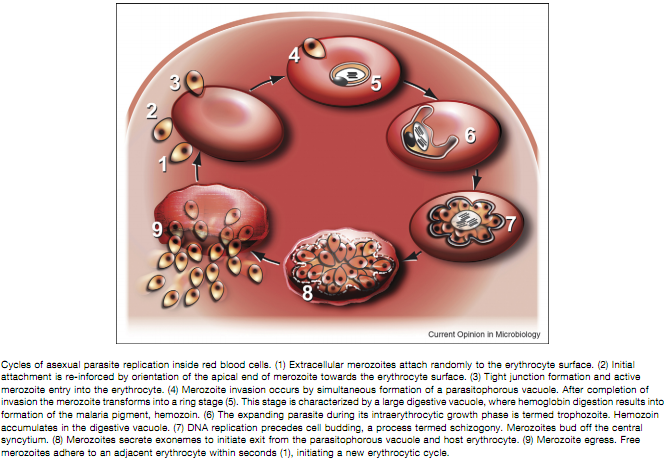 4
3
5
2
6
1
7
9
8
Current Opinion in Microbiology
Cycles of asexual parasite replication inside red blood cells. (1) Extracellular merozoites attach randomly to the erythrocyte surface. (2) Initial
attachment is re-inforced by orientation of the apical end of merozoite towards the erythrocyte surface. (3) Tight junction formation and active
merozoite entry into the erythrocyte. (4) Merozoite invasion occurs by simultaneous formation of a parasitophorous vacuole. After completion of
invasion the merozoite transforms into a ring stage (5). This stage is characterized by a large digestive vacuole, where hemoglobin digestion results into
formation of the malaria pigment, hemozoin. (6) The expanding parasite during its intraerythrocytic growth phase is termed trophozoite. Hemozoin
accumulates in the digestive vacuole. (7) DNA replication precedes cell budding, a process termed schizogony. Merozoites bud off the central
syncytium. (8) Merozoites secrete exonemes to initiate exit from the parasitophorous vacuole and host erythrocyte. (9) Merozoite egress. Free
merozoites adhere to an adjacent erythrocyte within seconds (1), initiating a new erythrocytic cycle.